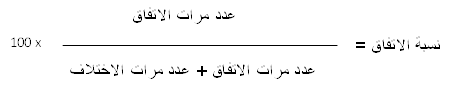 عدد مرات الاتفاق
نسبة الاتفاق = 100 x
عدد مرات الاتفاق + عدد مرات الاختلاف